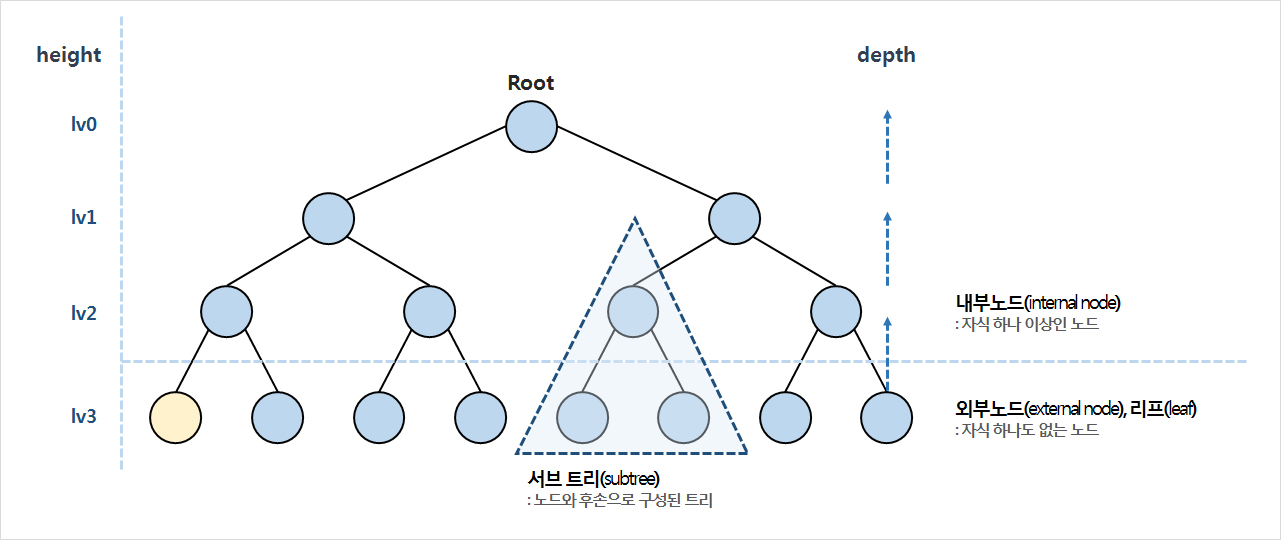 height
depth
Root
lv0
lv1
lv2
내부노드(internal node)
: 자식 하나 이상인 노드
lv3
외부노드(external node), 리프(leaf)
: 자식 하나도 없는 노드
서브 트리(subtree)
: 노드와 후손으로 구성된 트리